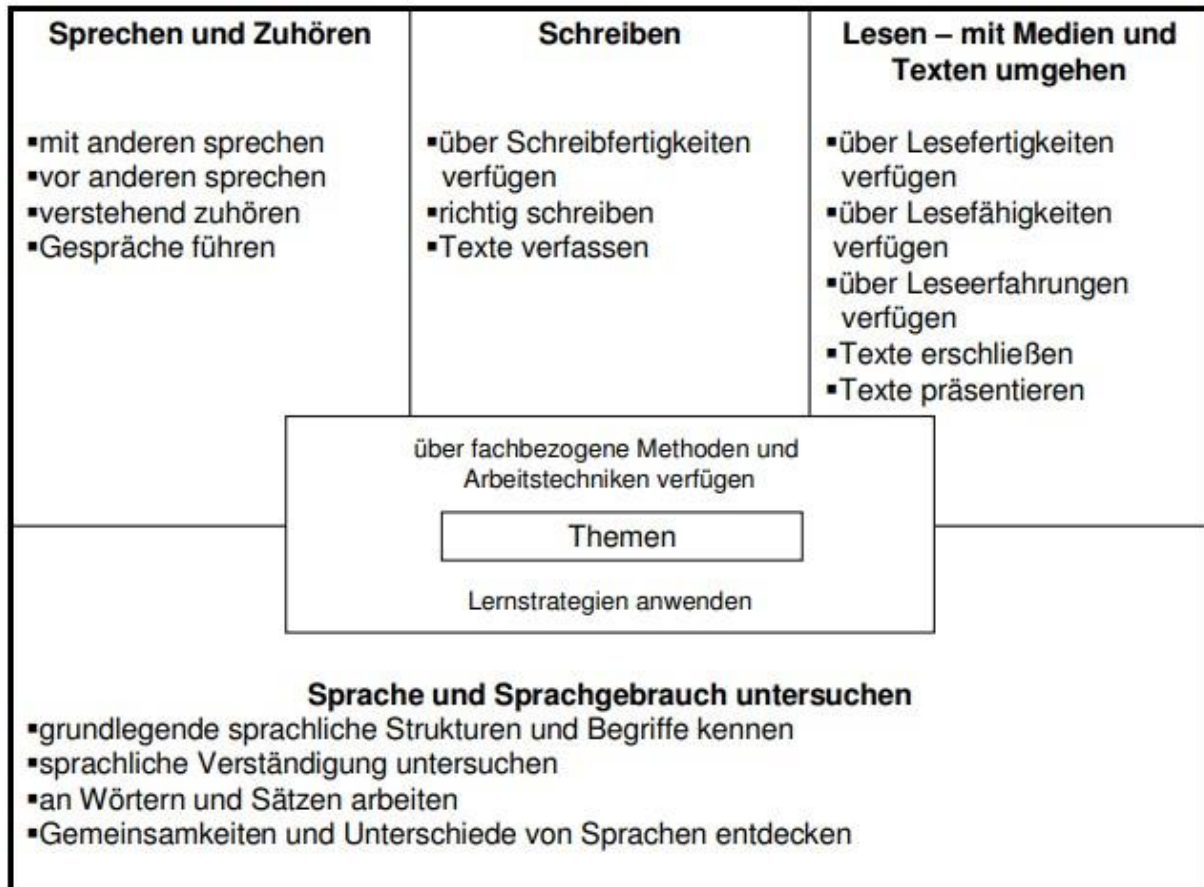 Sprechen und Zuhören
▪mit anderen sprechen
▪vor anderen sprechen
▪verstehend zuhören
▪Gespräche führen
Schreiben
▪über Schreibfertigkeiten
verfügen
▪richtig schreiben
▪Texte verfassen
Lesen – mit Medien und
Texten umgehen
▪über Lesefertigkeiten
verfügen
▪über Lesefähigkeiten
verfügen
▪über Leseerfahrungen
verfügen
▪Texte erschließen
▪Texte präsentieren
über fachbezogene Methoden und
Arbeitstechniken verfügen
Themen
Lernstrategien anwenden
Sprache und Sprachgebrauch untersuchen
▪grundlegende sprachliche Strukturen und Begriffe kennen
▪sprachliche Verständigung untersuchen
▪an Wörtern und Sätzen arbeiten
▪Gemeinsamkeiten und Unterschiede von Sprachen entdecken